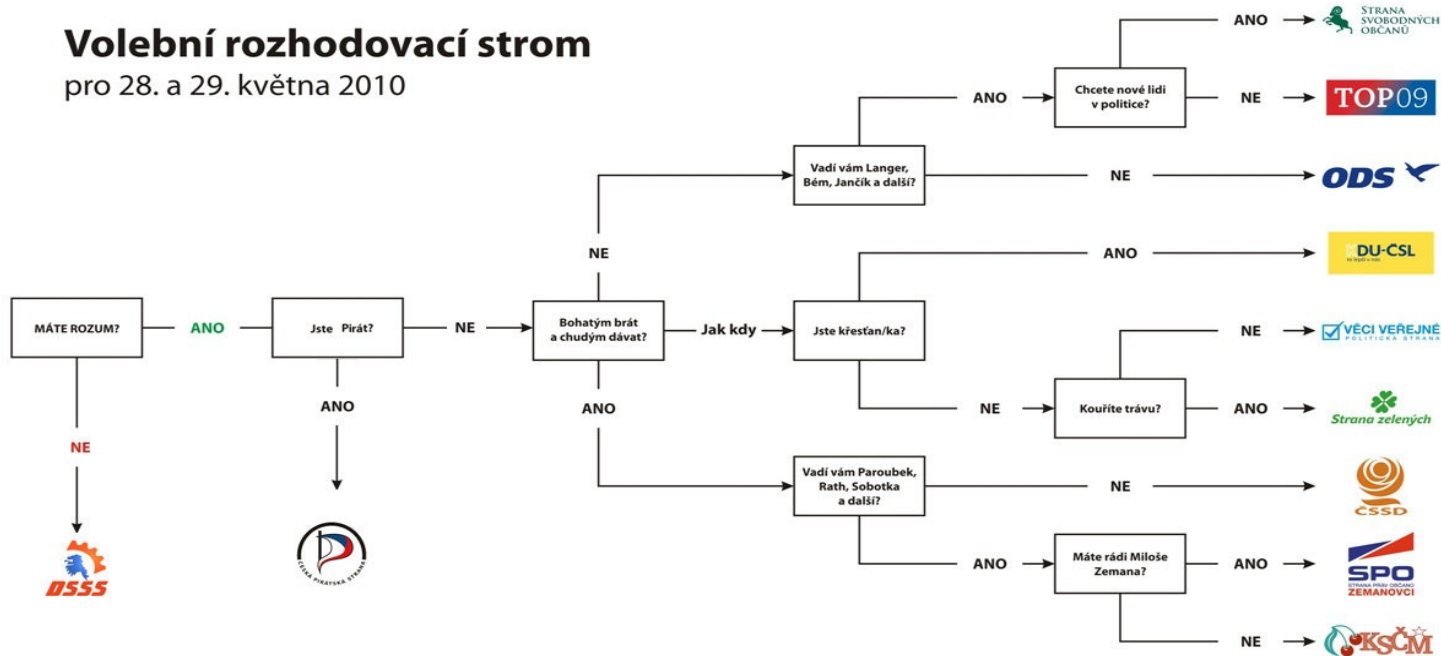 Volební rozhodovací strom
pro 28. a 29. května 2010
MÁTE ROZUM?
ANO
NE
DSSS
Jste Pirát?
ANO
ČESKÁ PIRÁTSKÁ STRANA
NE
Bohatým brát
a chudým dávat?
NE
Vadí vám Langer,
Bém, Jančík a další?
ANO
Chcete nové lidi
v politice?
ANO
STRANA
SVOBODNÝCH
OBČANŮ
NE
TOP09
NE
ODS
Jak kdy
Jste křesťan/ka?
ANO
KDU-ČSL
NE
Kouříte trávu?
NE
VĚCI VEŘEJNÉ
POLITICKÁ STRANA
ANO
Strana zelených
ANO
Vadí vám Paroubek,
Rath, Sobotka
a další?
NE
ČSSD
ANO
Máte rádi Miloše
Zemana?
ANO
SPO
STRANA PRÁV OBČANŮ
ZEMANOVCI
NE
KSČM